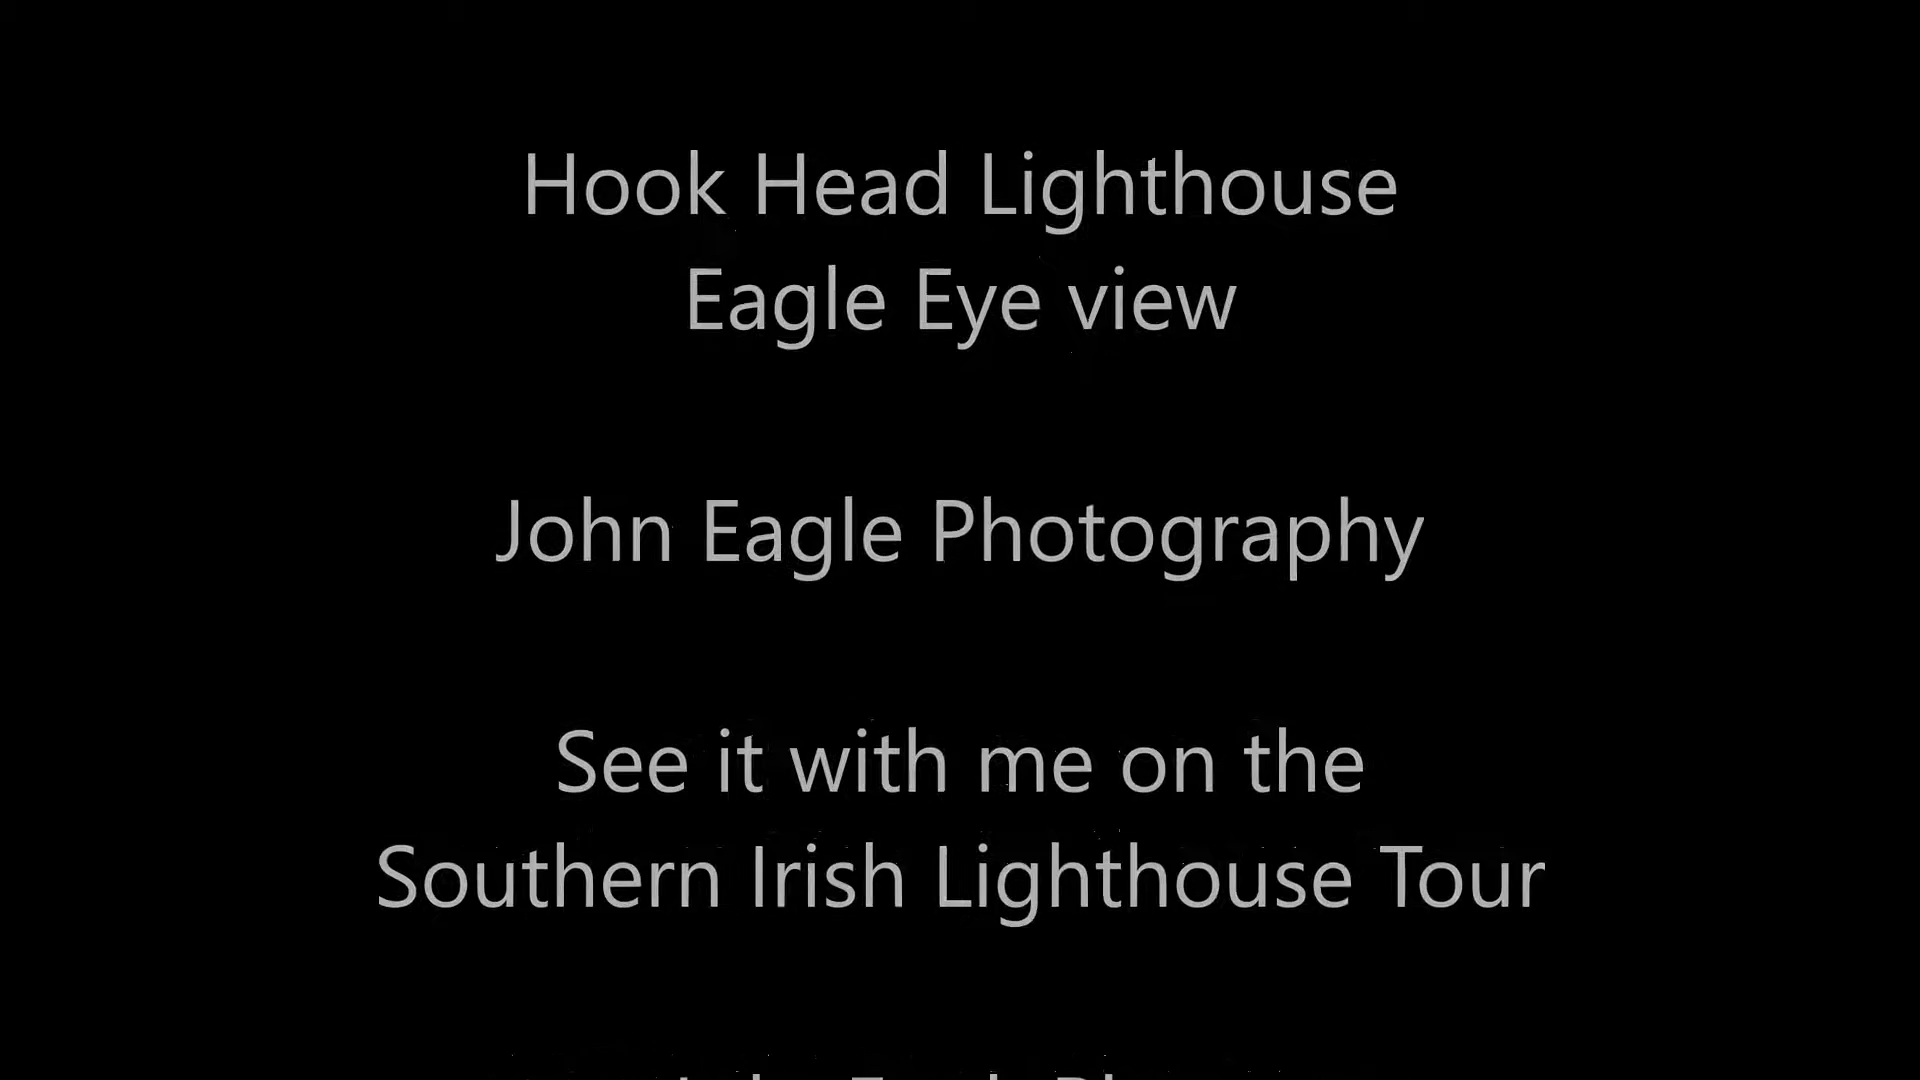 Hook Head Lighthouse
Eagle Eye view
John Eagle Photography
See it with me on the
Southern Irish Lighthouse Tour